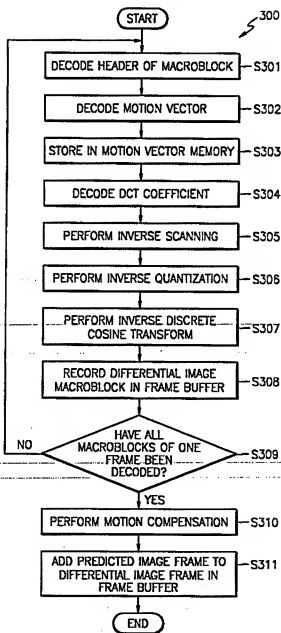 START
300
DECODE HEADER OF MACROBLOCK
S301
DECODE MOTION VECTOR
S302
STORE IN MOTION VECTOR MEMORY
S303
DECODE DCT COEFFICIENT
S304
PERFORM INVERSE SCANNING
S305
PERFORM INVERSE QUANTIZATION
S306
PERFORM INVERSE DISCRETE
COSINE TRANSFORM
S307
RECORD DIFFERENTIAL IMAGE
MACROBLOCK IN FRAME BUFFER
S308
HAVE ALL
MACROBLOCKS OF ONE
FRAME BEEN
DECODED?
S309
NO
YES
PERFORM MOTION COMPENSATION
S310
ADD PREDICTED IMAGE FRAME TO
DIFFERENTIAL IMAGE FRAME IN
FRAME BUFFER
S311
END